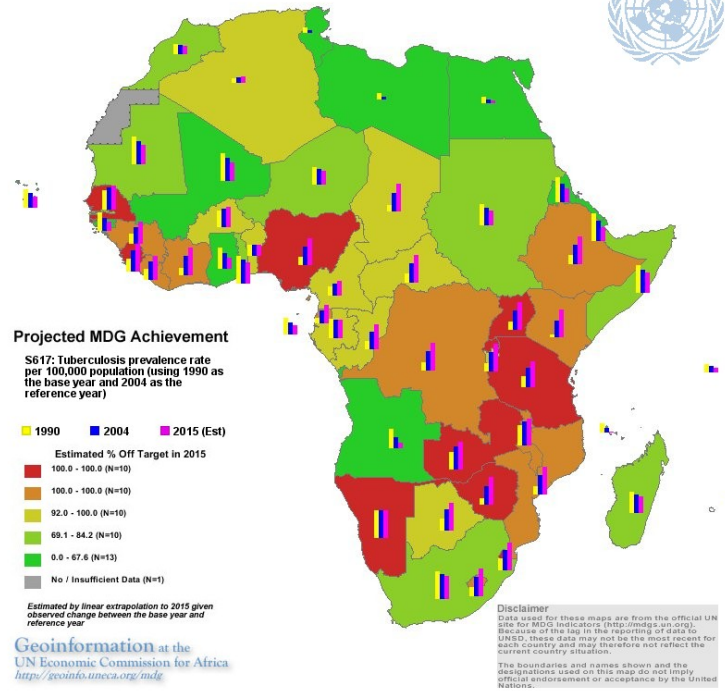 Projected MDG Achievement
S617: Tuberculosis prevalence rate
per 100,000 population (using 1990 as
the base year and 2004 as the
reference year)
1990 2004 2015 (Est)
Estimated % Off Target in 2015
100.0 - 100.0 (N=10)
100.0 - 100.0 (N=10)
92.0 - 100.0 (N=10)
69.1 - 84.2 (N=10)
0.0 - 67.6 (N=13)
No / Insufficient Data (N=1)
Estimated by linear extrapolation to 2015 given
observed change between the base year and
reference year
Geoinformation at the
UN Economic Commission for Africa
http://geoinfo.uneca.org/mdg
Disclaimer
Data used for these maps are from the official UN
site for MDG Indicators (http://mdgs.un.org).
Because of the lag in the reporting of data to
UNSD, these data may not be the most recent for
each country and may therefore not reflect the
current country situation.
The boundaries and names shown and the
designations used on this map do not imply
official endorsement or acceptance by the United
Nations.